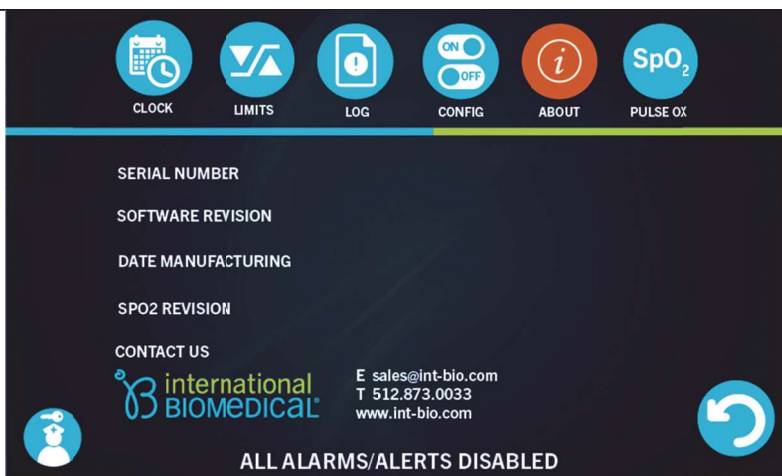 ON
OFF
i
SpO₂
CLOCK
LIMITS
LOG
CONFIG
ABOUT
PULSE OX
SERIAL NUMBER
SOFTWARE REVISION
DATE MANUFACTURING
SPO2 REVISION
CONTACT US
international
BIOMEDICAL
E sales@int-bio.com
T 512.873.0033
www.int-bio.com
ALL ALARMS/ALERTS DISABLED